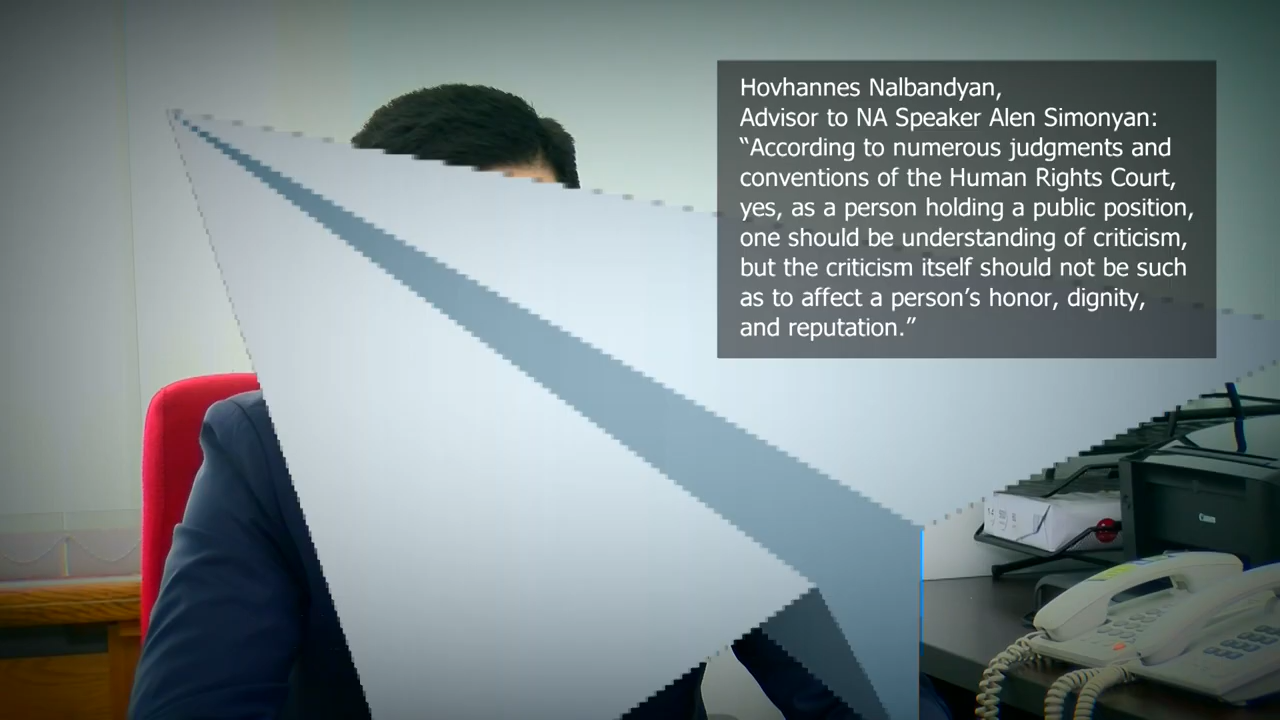 Hovhannes Nalbandyan,
Advisor to NA Speaker Alen Simonyan:
“According to numerous judgments and
conventions of the Human Rights Court,
yes, as a person holding a public position,
one should be understanding of criticism,
but the criticism itself should not be such
as to affect a person’s honor, dignity,
and reputation.”
Canon